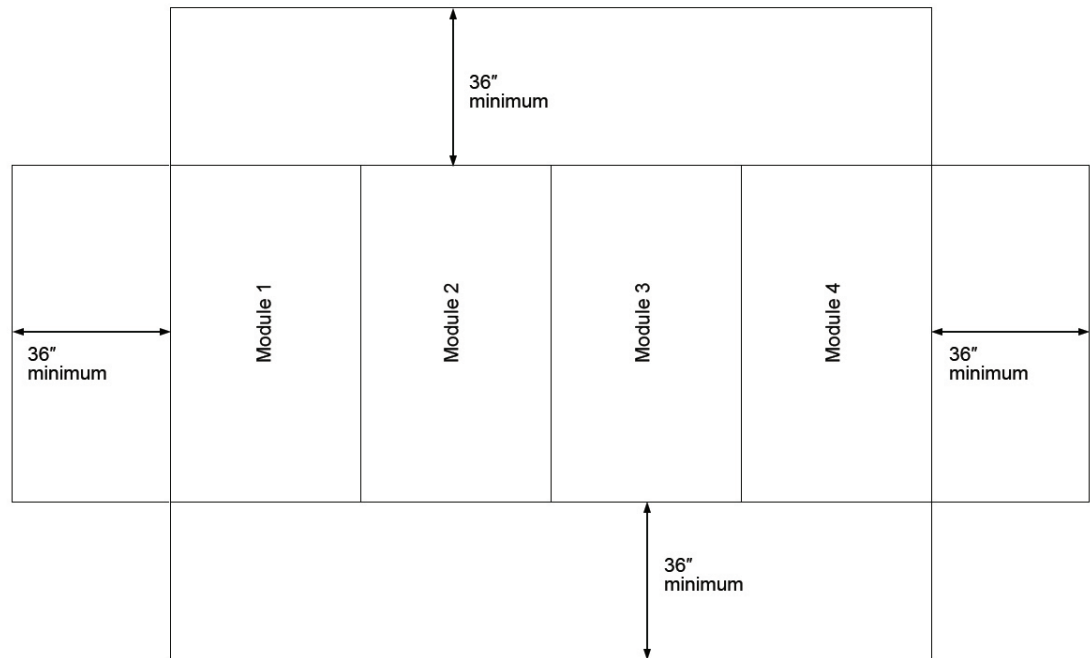 36″
minimum
Module 1
Module 2
Module 3
Module 4
36″
minimum
36″
minimum
36″
minimum